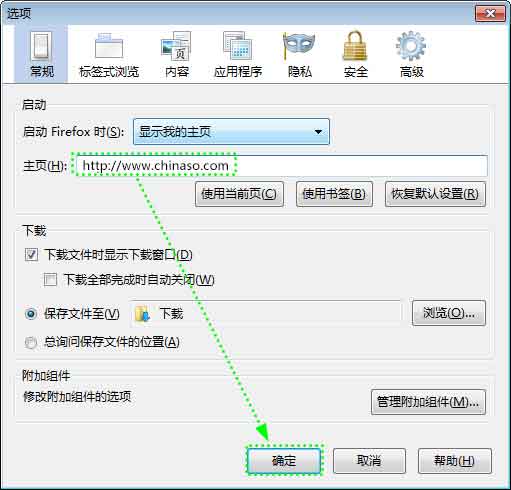 选项
常规 标签式浏览 内容 应用程序 隐私 安全 高级
启动
启动 Firefox 时(S): 显示我的主页
主页(H): http://www.chinaso.com
使用当前页(C) 使用书签(B) 恢复默认设置(R)
下载
下载文件时显示下载窗口(D)
下载全部完成时自动关闭(W)
保存文件至(V) 下载 浏览(O)...
总询问保存文件的位置(A)
附加组件
修改附加组件的选项 管理附加组件(M)...
确定 取消 帮助(H)